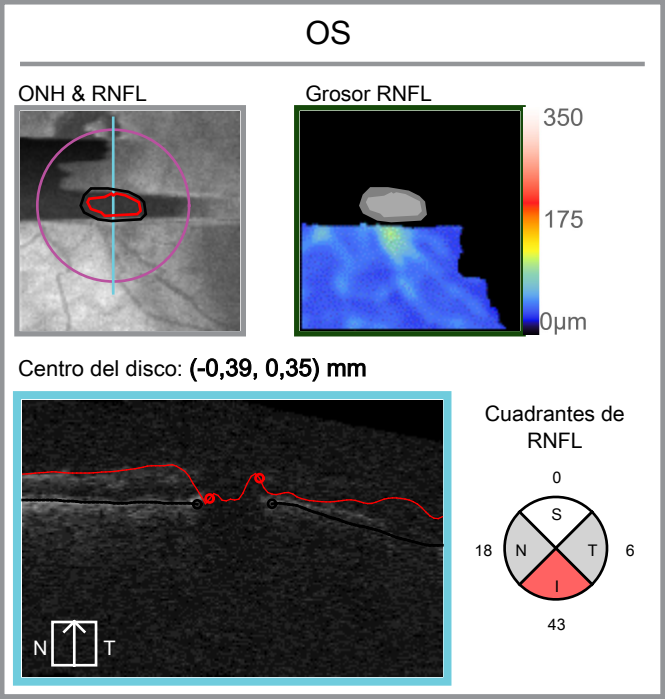 OS
ONH & RNFL
Grosor RNFL
350
175
0µm
Centro del disco: (-0,39, 0,35) mm
Cuadrantes de
RNFL
0
S
18 N T 6
I
43
N T